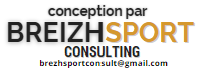 conception par
BREIZHSPORT
CONSULTING
brezhsportconsult@gmail.com